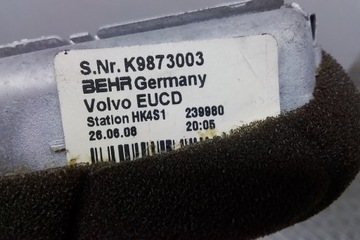 S.Nr. K9873003
BEHR Germany
Volvo EUCD
Station HK4S1 239980
26.06.08 20:05